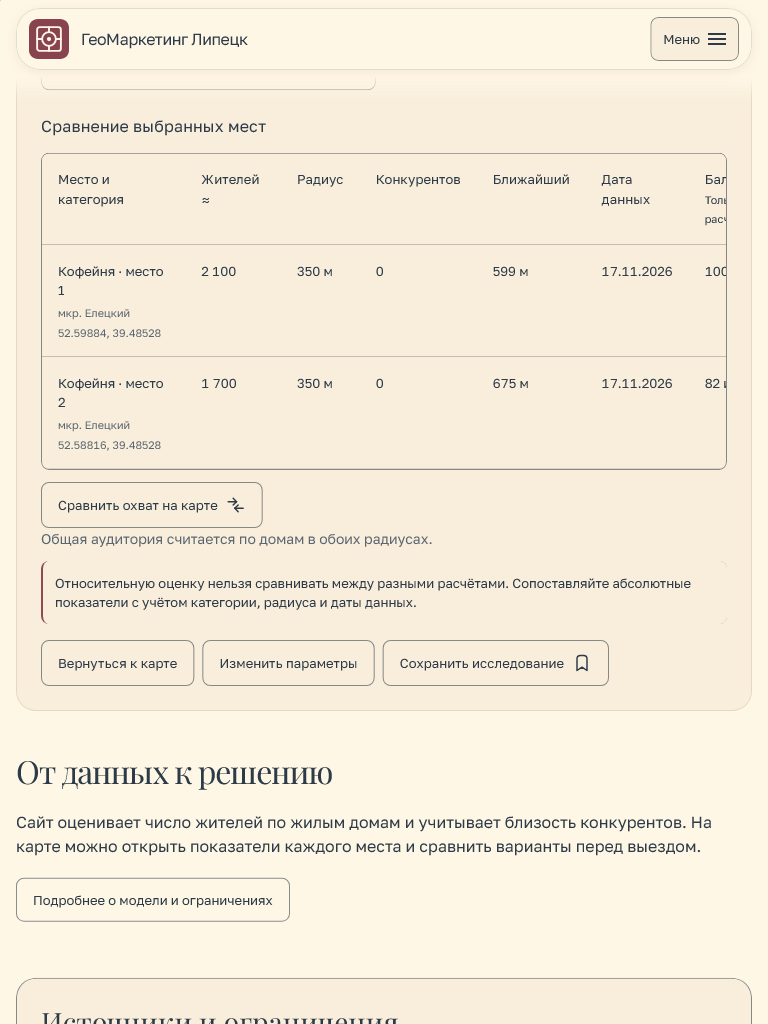 ГеоМаркетинг Липецк
Меню
Сравнение выбранных мест
Место и категория
Жителей ≈
Радиус
Конкурентов
Ближайший
Дата данных
Кофейня · место 1
мкр. Елецкий
52.59884, 39.48528
2 100
350 м
0
599 м
17.11.2026
100
Кофейня · место 2
мкр. Елецкий
52.58816, 39.48528
1 700
350 м
0
675 м
17.11.2026
82
Сравнить охват на карте
Общая аудитория считается по домам в обоих радиусах.
Относительную оценку нельзя сравнивать между разными расчётами. Сопоставляйте абсолютные
показатели с учётом категории, радиуса и даты данных.
Вернуться к карте
Изменить параметры
Сохранить исследование
От данных к решению
Сайт оценивает число жителей по жилым домам и учитывает близость конкурентов. На
карте можно открыть показатели каждого места и сравнить варианты перед выездом.
Подробнее о модели и ограничениях
Источники и ограничения